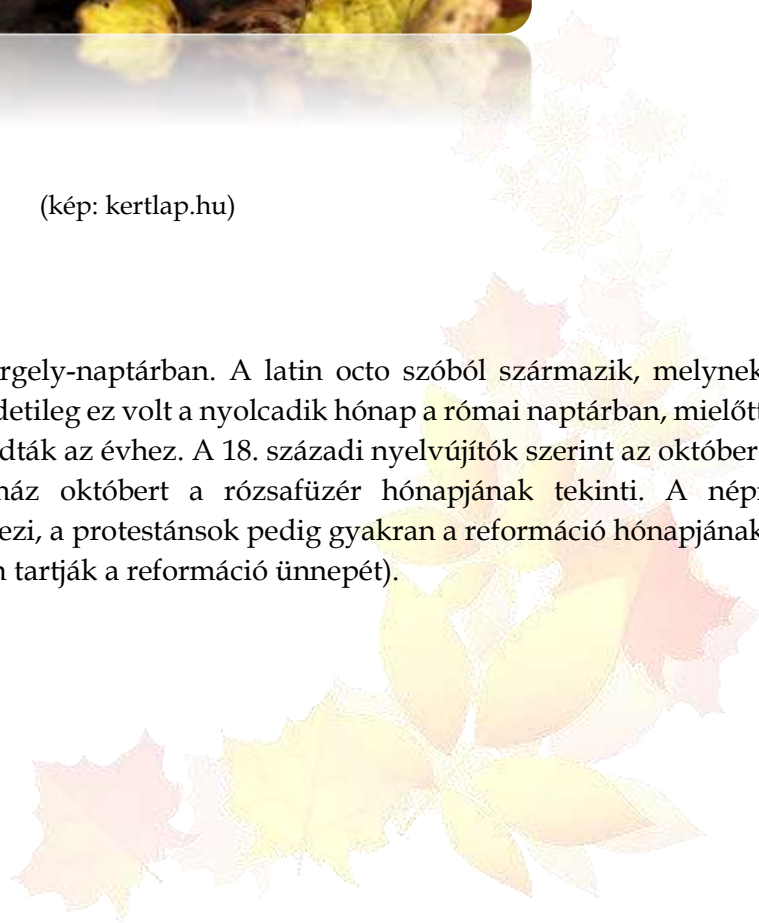 (kép: kertlap.hu)
rgely-naptárban. A latin octo szóból származik, melynek
detileg ez volt a nyolcadik hónap a római naptárban, mielőtt
dták az évhez. A 18. századi nyelvújítók szerint az október
ház októbert a rózsafüzér hónapjának tekinti. A népi
ezi, a protestánsok pedig gyakran a reformáció hónapjának
n tartják a reformáció ünnepét).